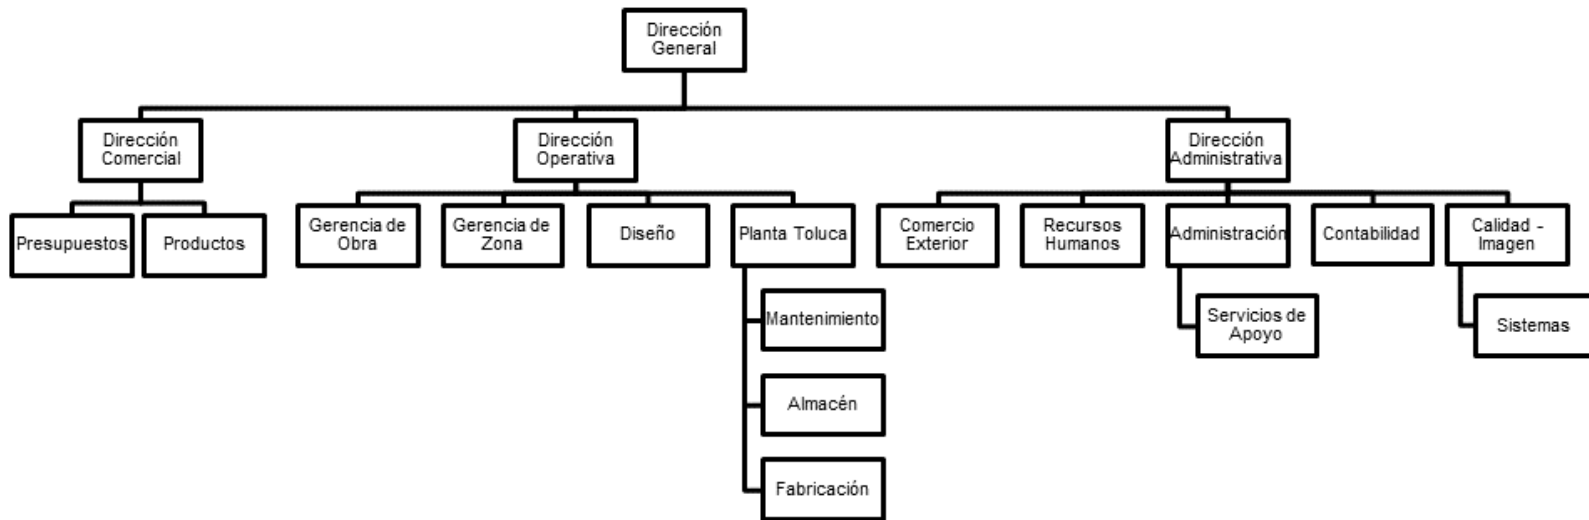 Dirección
General
Dirección
Comercial
Dirección
Operativa
Dirección
Administrativa
Presupuestos
Productos
Gerencia de
Obra
Gerencia de
Zona
Diseño
Planta Toluca
Comercio
Exterior
Recursos
Humanos
Administración
Contabilidad
Calidad -
Imagen
Mantenimiento
Almacén
Fabricación
Servicios de
Apoyo
Sistemas